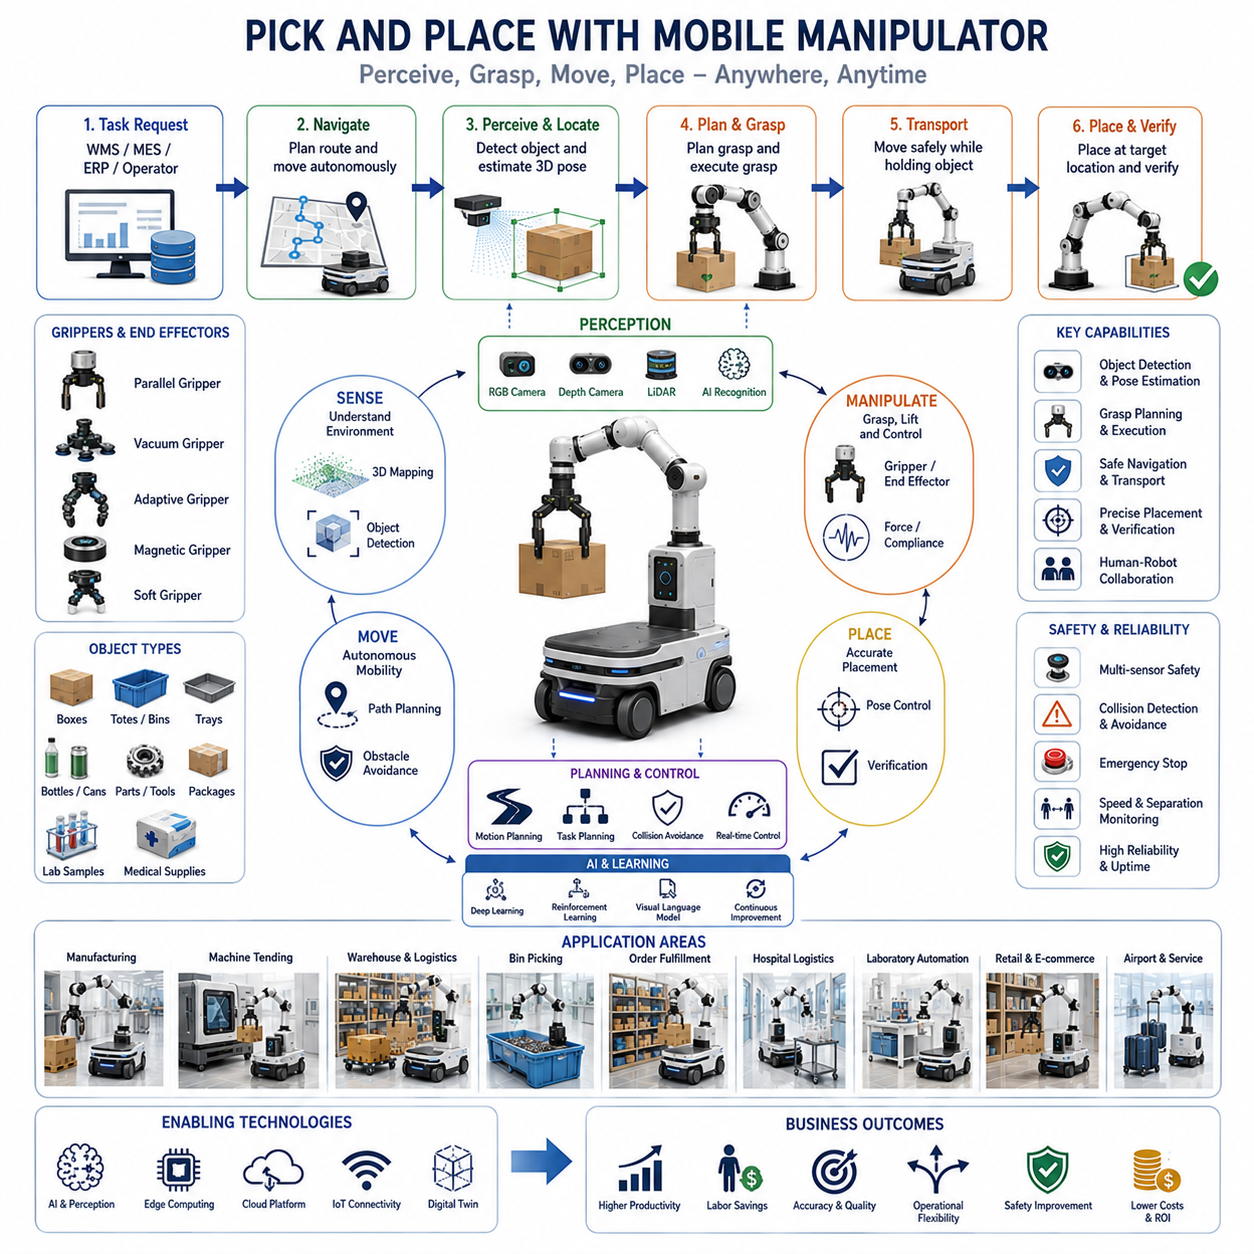 PICK AND PLACE WITH MOBILE MANIPULATOR
Perceive, Grasp, Move, Place – Anywhere, Anytime
1. Task Request
WMS / MES /
ERP / Operator
2. Navigate
Plan route and
move autonomously
3. Perceive & Locate
Detect object and
estimate 3D pose
4. Plan & Grasp
Plan grasp and
execute grasp
5. Transport
Move safely while
holding object
6. Place & Verify
Place at target
location and verify
GRIPPERS & END EFFECTORS
Parallel Gripper
Vacuum Gripper
Adaptive Gripper
Magnetic Gripper
Soft Gripper
OBJECT TYPES
Boxes
Totes / Bins
Trays
Bottles / Cans
Parts / Tools
Packages
Lab Samples
Medical Supplies
SENSE
Understand
Environment
3D Mapping
Object
Detection
MOVE
Autonomous
Mobility
Path Planning
Obstacle
Avoidance
PERCEPTION
RGB Camera
Depth Camera
LiDAR
AI Recognition
MANIPULATE
Grasp, Lift
and Control
Gripper /
End Effector
Force /
Compliance
PLACE
Accurate
Placement
Pose Control
Verification
PLANNING & CONTROL
Motion Planning
Task Planning
Collision Avoidance
Real-time Control
AI & LEARNING
Deep Learning
Reinforcement
Learning
Visual Language
Model
Continuous
Improvement
KEY CAPABILITIES
Object Detection
& Pose Estimation
Grasp Planning
& Execution
Safe Navigation
& Transport
Precise Placement
& Verification
Human-Robot
Collaboration
SAFETY & RELIABILITY
Multi-sensor Safety
Collision Detection
& Avoidance
Emergency Stop
Speed & Separation
Monitoring
High Reliability
& Uptime
APPLICATION AREAS
Manufacturing
Machine Tending
Warehouse & Logistics
Bin Picking
Order Fulfillment
Hospital Logistics
Laboratory Automation
Retail & E-commerce
Airport & Service
ENABLING TECHNOLOGIES
AI & Perception
Edge Computing
Cloud Platform
IoT Connectivity
Digital Twin
BUSINESS OUTCOMES
Higher Productivity
$
Labor Savings
Accuracy & Quality
Operational
Flexibility
Safety Improvement
$
Lower Costs
& ROI